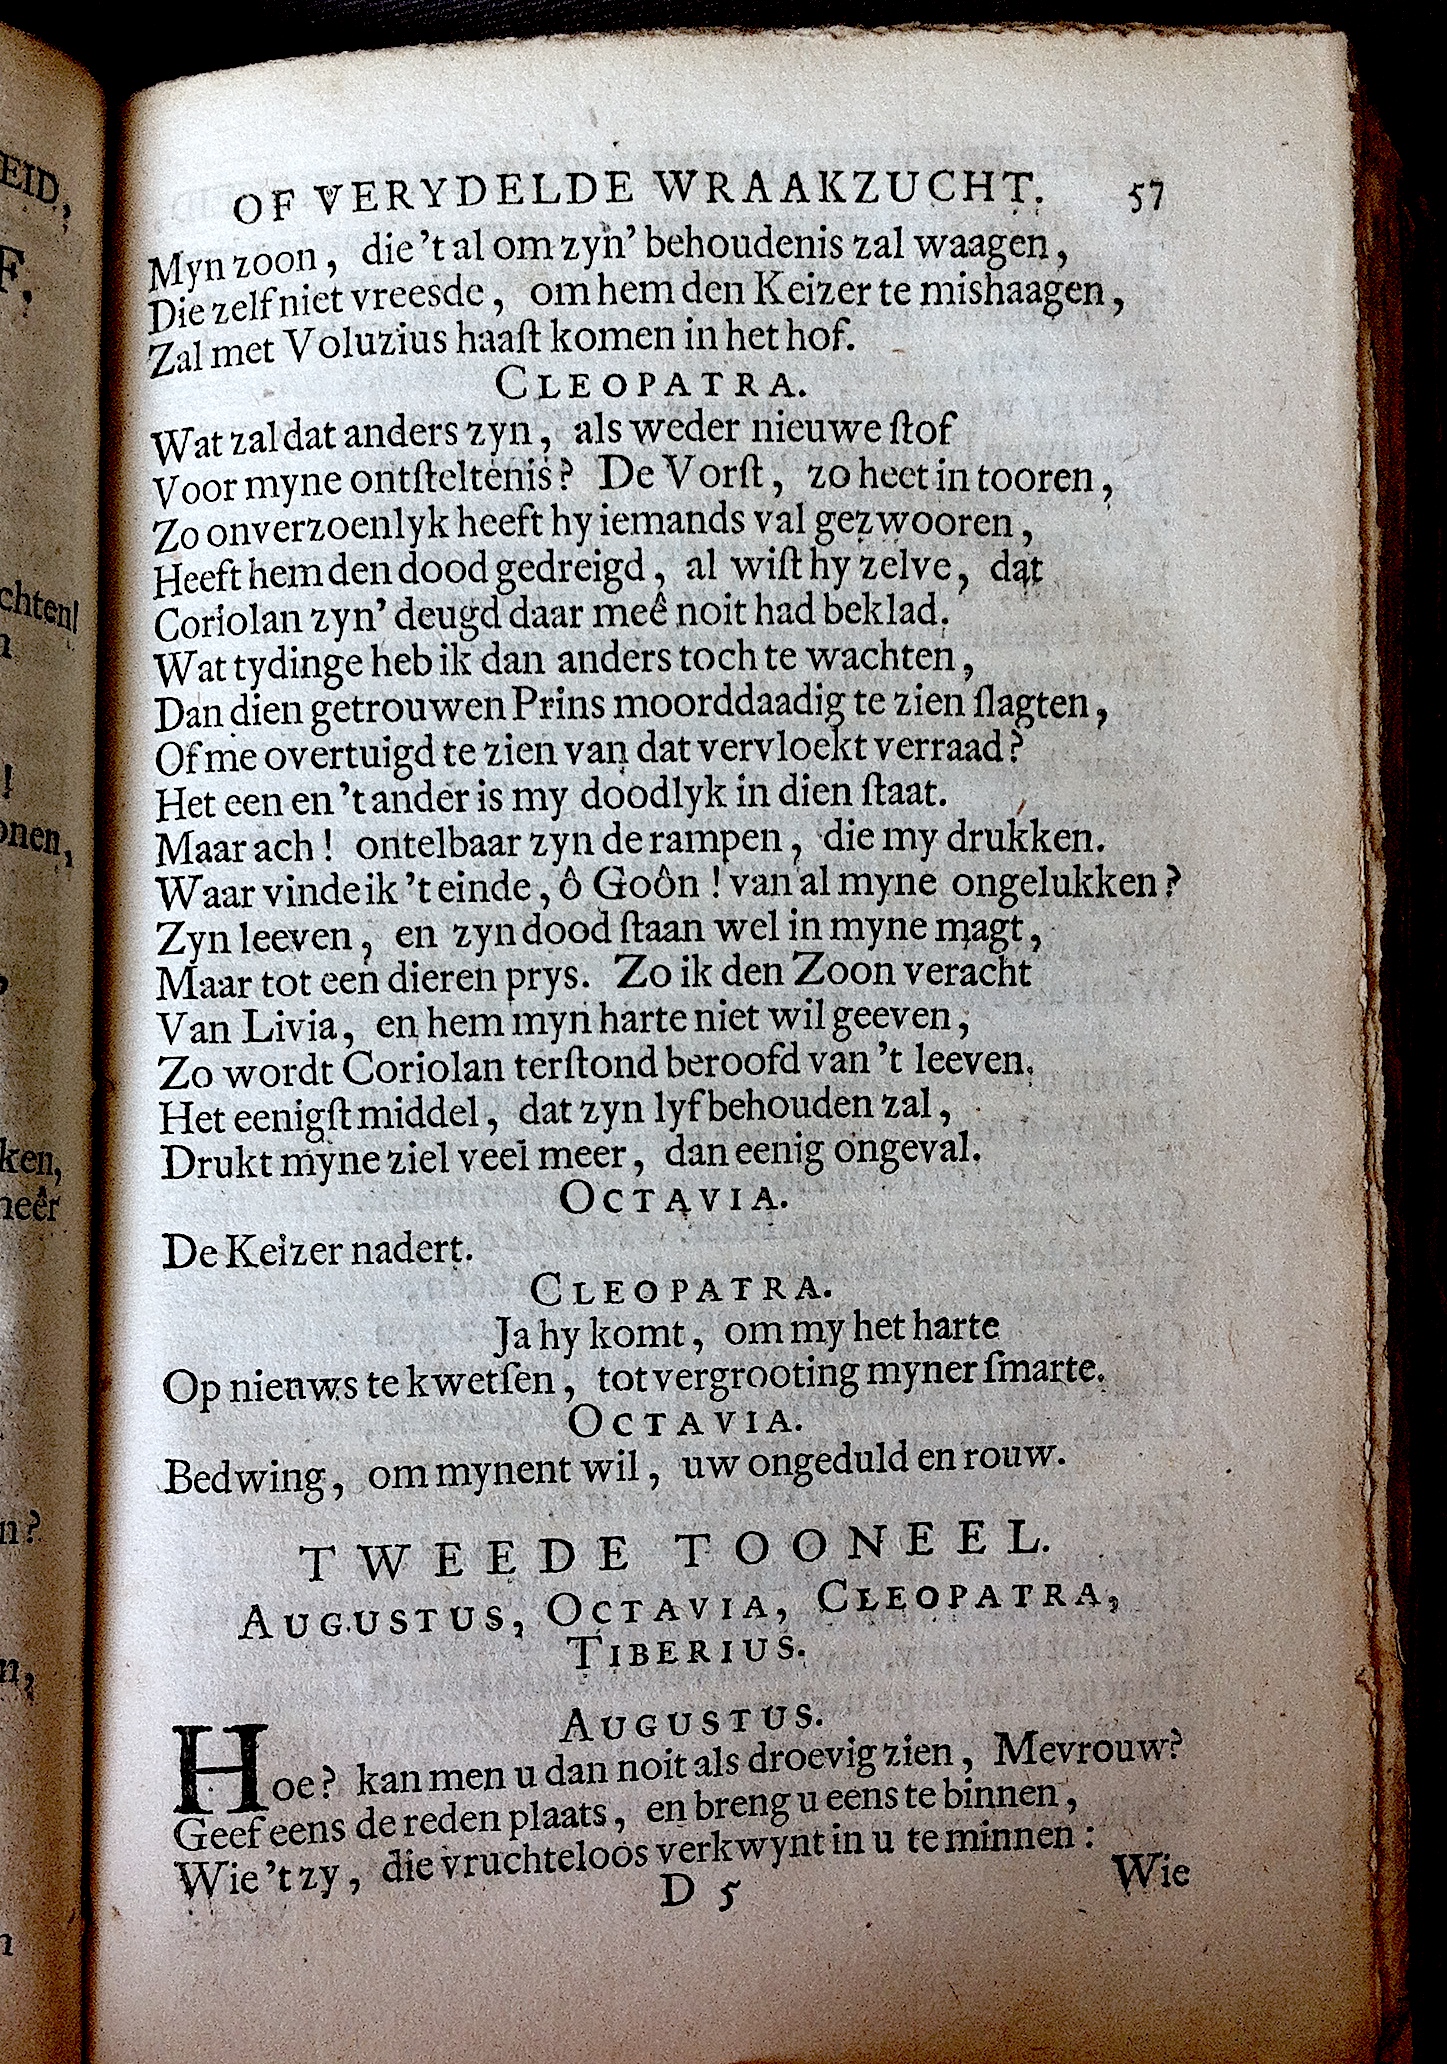 OF VERYDELDE WRAAKZUCHT. 57
Myn zoon, die 't al om zyn' behoudenis zal waagen,
Die zelf niet vreesde, om hem den Keizer te mishaagen,
Zal met Voluzius haaſt komen in het hof.
CLEOPATRA.
Wat zal dat anders zyn, als weder nieuwe ſtof
Voor myne ontſteltenis? De Vorſt, zo heet in tooren,
Zo onverzoenlyk heeft hy iemands val gezwooren,
Heeft hem den dood gedreigd, al wiſt hy zelve, dat
Coriolan zyn' deugd daar meê noit had beklad.
Wat tydinge heb ik dan anders toch te wachten,
Dan dien getrouwen Prins moorddaadig te zien ſlagten,
Of me overtuigd te zien van dat vervloekt verraad?
Het een en 't ander is my doodlyk in dien ſtaat.
Maar ach! ontelbaar zyn de rampen, die my drukken.
Waar vinde ik 't einde, ô Goôn! van al myne ongelukken?
Zyn leeven, en zyn dood ſtaan wel in myne magt,
Maar tot een dieren prys. Zo ik den Zoon veracht
Van Livia, en hem myn harte niet wil geeven,
Zo wordt Coriolan terſtond beroofd van 't leeven.
Het eenigſt middel, dat zyn lyf behouden zal,
Drukt myne ziel veel meer, dan eenig ongeval.
OCTAVIA.
De Keizer nadert.
CLEOPATRA.
Ja hy komt, om my het harte
Op nieuws te kwetſen, tot vergrooting myner ſmarte.
OCTAVIA.
Bedwing, om mynent wil, uw ongeduld en rouw.
TWEEDE TOONEEL.
AUGUSTUS, OCTAVIA, CLEOPATRA,
TIBERIUS.
AUGUSTUS.
Hoe? kan men u dan noit als droevig zien, Mevrouw?
Geef eens de reden plaats, en breng u eens te binnen,
Wie 't zy, die vruchteloos verkwynt in u te minnen:
D 5 Wie
EID,
F,
chten!
!
onen,
ken,
meêr
n?
n,